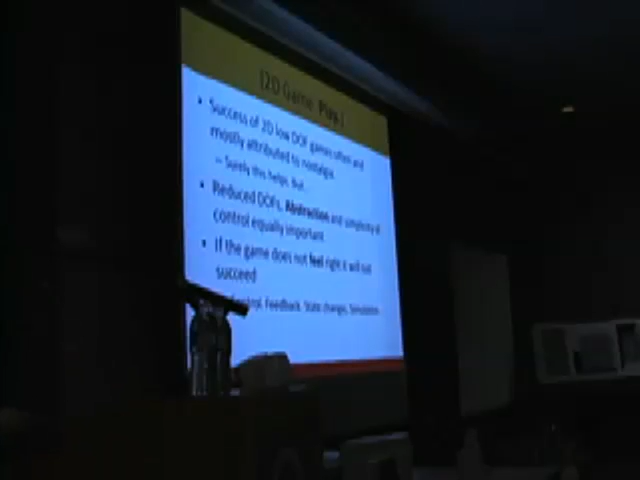 [2D Game Play]
• Success of 2D low DOF games often and
mostly attributed to nostalgia.
– Surely this helps. But...
• Reduced DOFs, Abstraction and simplicity of
control equally important
• If the game does not feel right it will not
succeed
Control, Feedback, State changes, Simulation